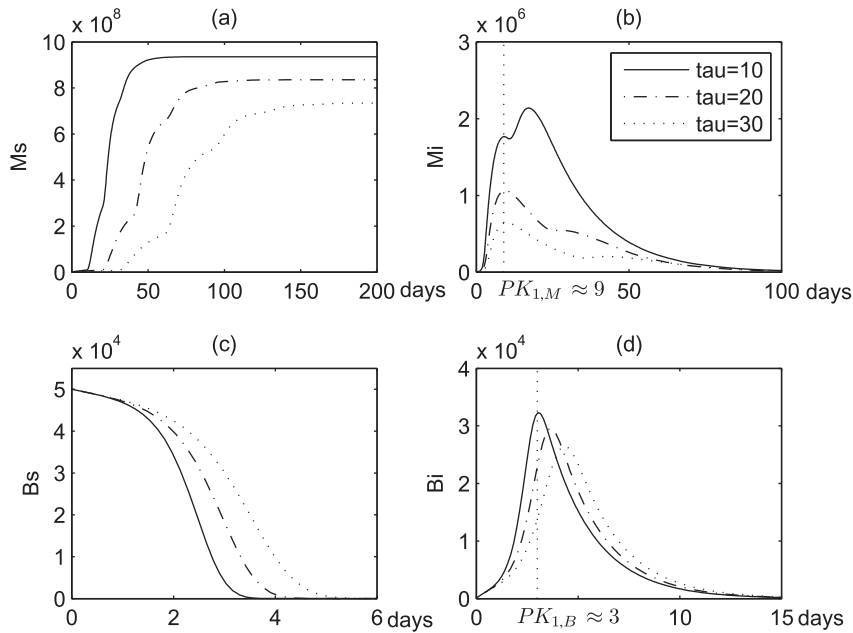 (a)
x 10^8
10
8
6
4
2
0
Ms
0 50 100 150 200 days
(b)
x 10^6
3
2
1
0
Mi
tau=10
tau=20
tau=30
0 50 100 days
PK_{1,M} ≈ 9
(c)
x 10^4
5
4
3
2
1
0
Bs
0 2 4 6 days
(d)
x 10^4
4
3
2
1
0
Bi
0 5 10 15 days
PK_{1,B} ≈ 3